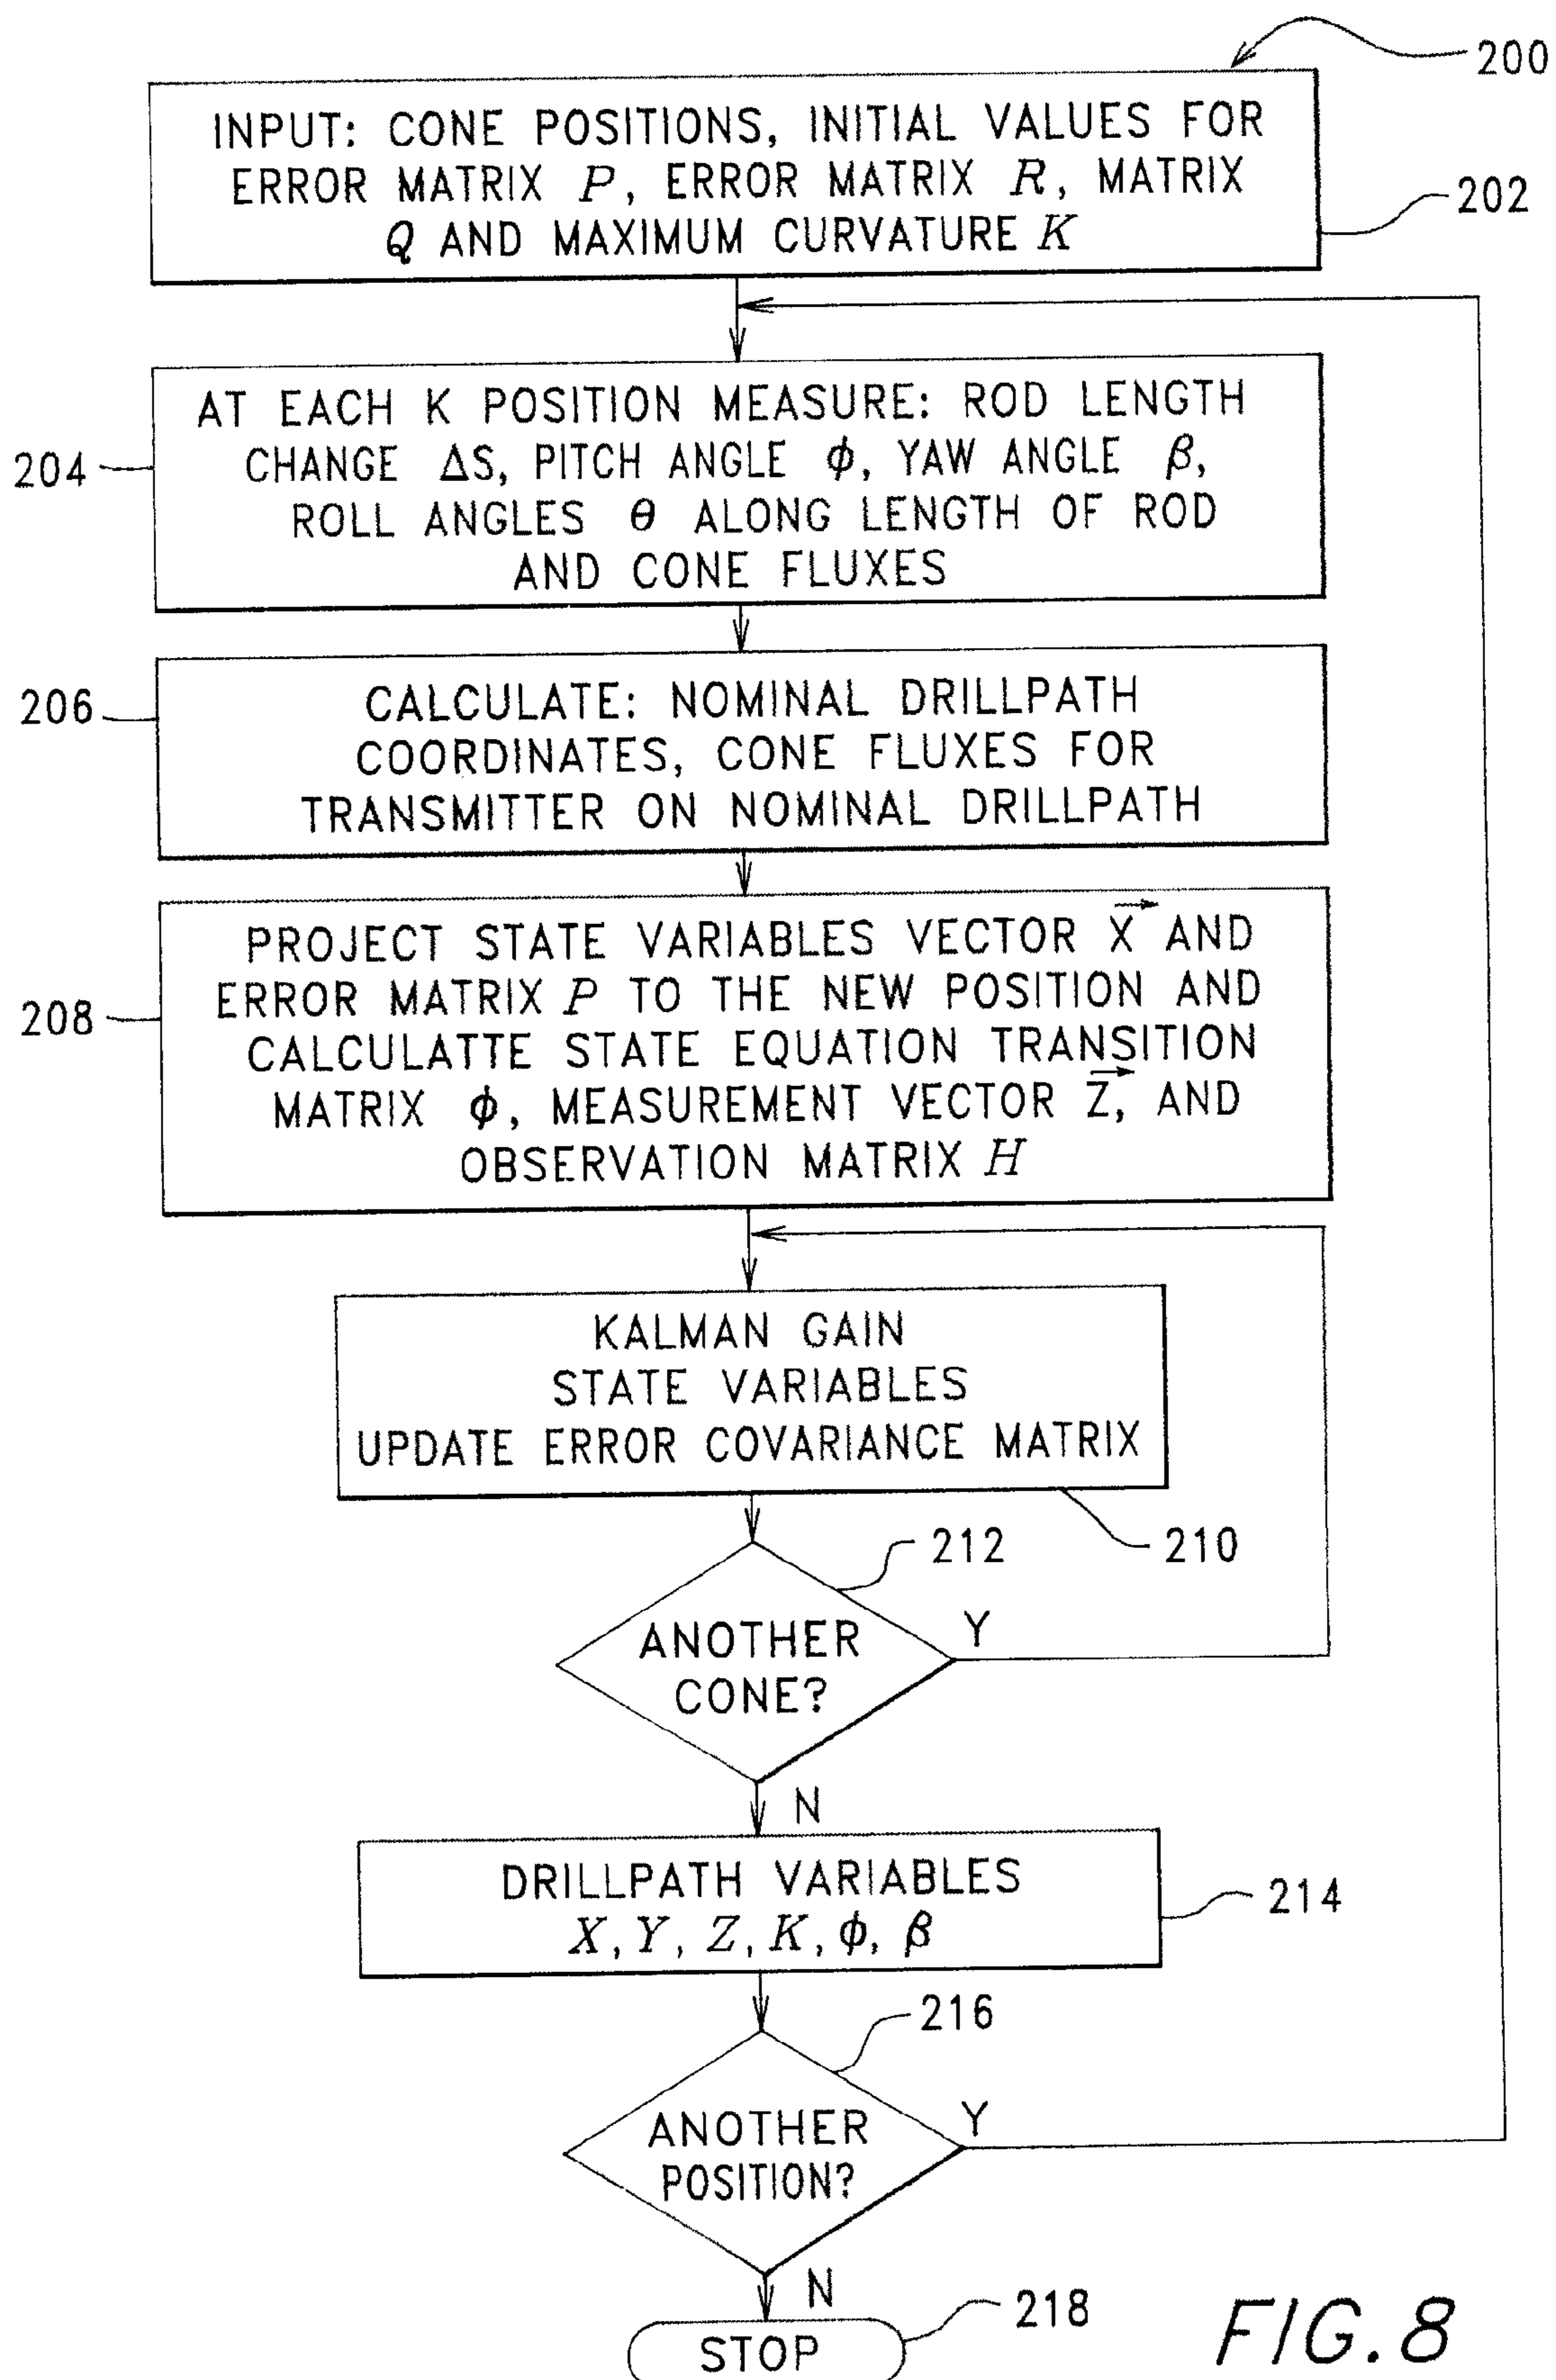 200
INPUT: CONE POSITIONS, INITIAL VALUES FOR
ERROR MATRIX P, ERROR MATRIX R, MATRIX
Q AND MAXIMUM CURVATURE K
202
AT EACH K POSITION MEASURE: ROD LENGTH
CHANGE ΔS, PITCH ANGLE ϕ, YAW ANGLE β,
ROLL ANGLES θ ALONG LENGTH OF ROD
AND CONE FLUXES
204
CALCULATE: NOMINAL DRILLPATH
COORDINATES, CONE FLUXES FOR
TRANSMITTER ON NOMINAL DRILLPATH
206
PROJECT STATE VARIABLES VECTOR X⃗ AND
ERROR MATRIX P TO THE NEW POSITION AND
CALCULATTE STATE EQUATION TRANSITION
MATRIX ϕ, MEASUREMENT VECTOR Z⃗, AND
OBSERVATION MATRIX H
208
KALMAN GAIN
STATE VARIABLES
UPDATE ERROR COVARIANCE MATRIX
210
212
ANOTHER
CONE?
Y
N
DRILLPATH VARIABLES
X, Y, Z, K, ϕ, β
214
216
ANOTHER
POSITION?
Y
N
STOP
218
FIG. 8